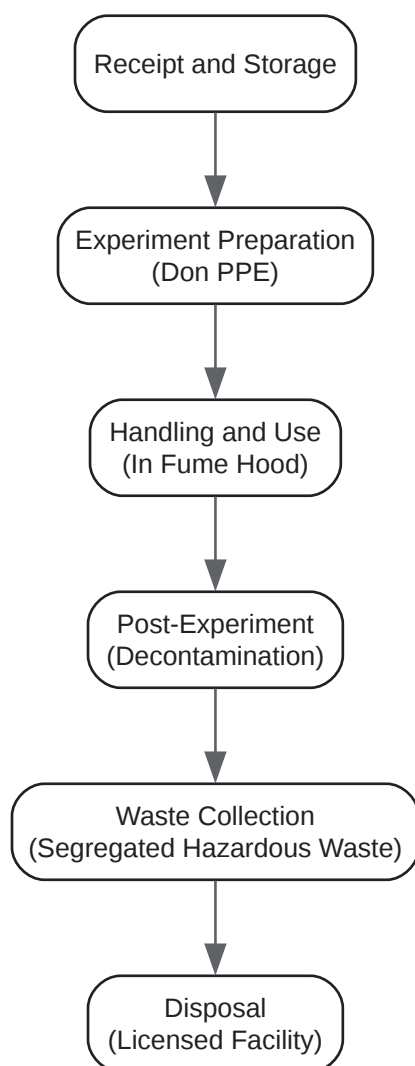 Receipt and Storage
Experiment Preparation
(Don PPE)
Handling and Use
(In Fume Hood)
Post-Experiment
(Decontamination)
Waste Collection
(Segregated Hazardous Waste)
Disposal
(Licensed Facility)